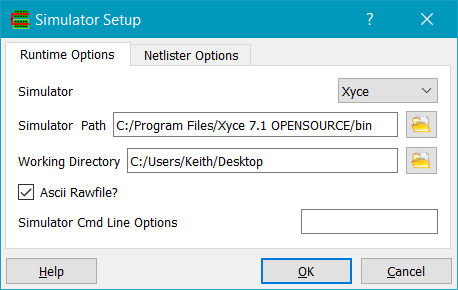 Simulator Setup
Runtime Options Netlister Options
Simulator Xyce
Simulator Path C:/Program Files/Xyce 7.1 OPENSOURCE/bin
Working Directory C:/Users/Keith/Desktop
Ascii Rawfile?
Simulator Cmd Line Options
Help OK Cancel